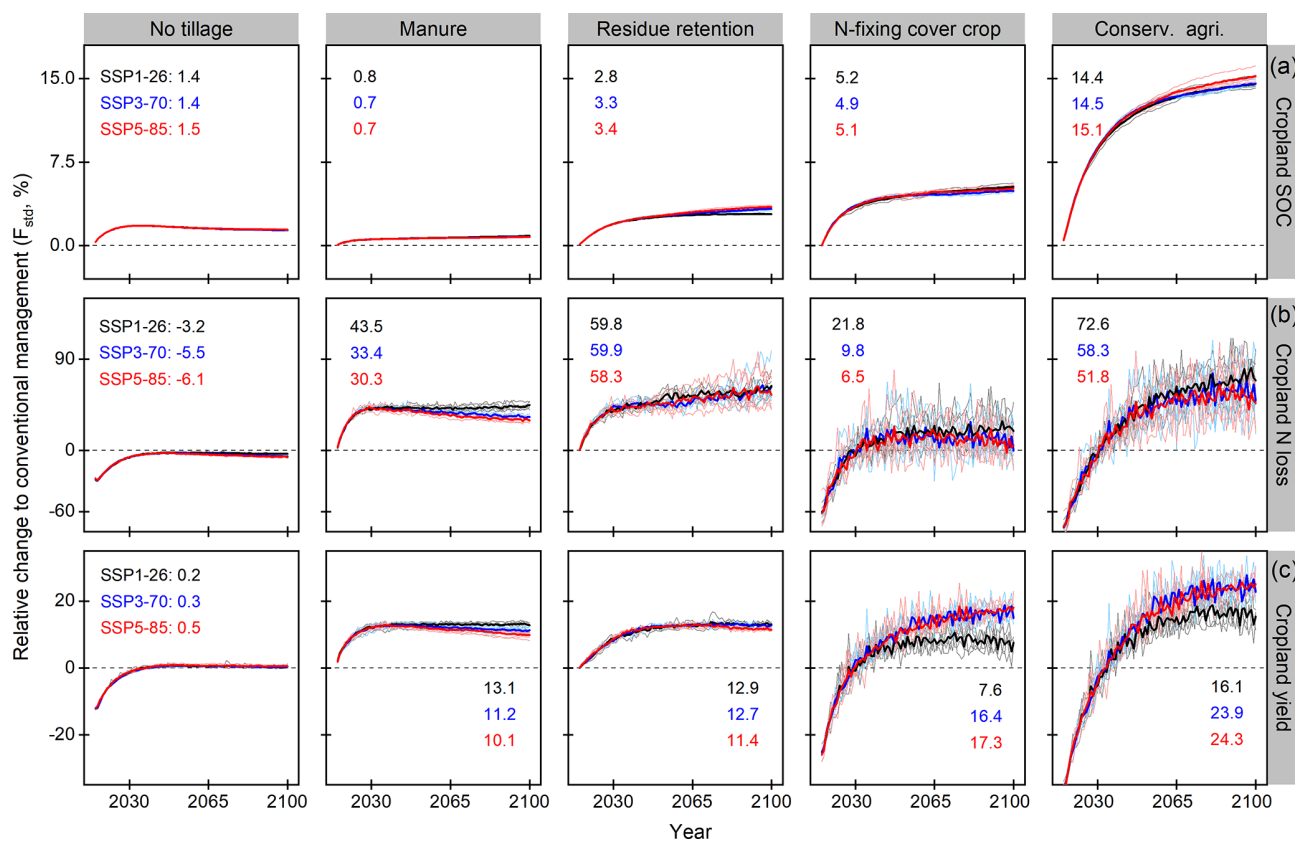 No tillage
Manure
Residue retention
N-fixing cover crop
Conserv. agri.
Relative change to conventional management (Fstd, %)
15.0
7.5
0.0
SSP1-26: 1.4
SSP3-70: 1.4
SSP5-85: 1.5
0.8
0.7
0.7
2.8
3.3
3.4
5.2
4.9
5.1
14.4
14.5
15.1
(a)
Cropland SOC
90
0
-60
SSP1-26: -3.2
SSP3-70: -5.5
SSP5-85: -6.1
43.5
33.4
30.3
59.8
59.9
58.3
21.8
9.8
6.5
72.6
58.3
51.8
(b)
Cropland N loss
20
0
-20
SSP1-26: 0.2
SSP3-70: 0.3
SSP5-85: 0.5
13.1
11.2
10.1
12.9
12.7
11.4
7.6
16.4
17.3
16.1
23.9
24.3
(c)
Cropland yield
2030 2065 2100
2030 2065 2100
2030 2065 2100
2030 2065 2100
2030 2065 2100
Year